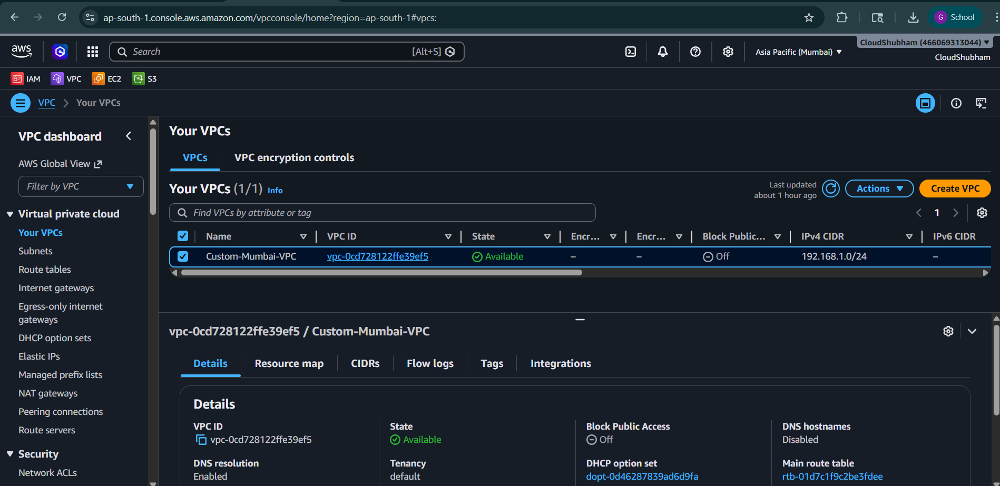 ap-south-1.console.aws.amazon.com/vpcconsole/home?region=ap-south-1#vpcs:
G School
aws
Search [Alt+S]
Asia Pacific (Mumbai)
CloudShubham (466069313044)
CloudShubham
IAM VPC EC2 S3
VPC Your VPCs
VPC dashboard
AWS Global View
Filter by VPC
Virtual private cloud
Your VPCs
Subnets
Route tables
Internet gateways
Egress-only internet
gateways
DHCP option sets
Elastic IPs
Managed prefix lists
NAT gateways
Peering connections
Route servers
Security
Network ACLs
Your VPCs
VPCs VPC encryption controls
Your VPCs (1/1) Info
Last updated
about 1 hour ago
Actions
Create VPC
Find VPCs by attribute or tag
1
Name VPC ID State Encr... Encr... Block Public... IPv4 CIDR IPv6 CIDR
Custom-Mumbai-VPC vpc-0cd728122ffe39ef5 Available – – Off 192.168.1.0/24 –
vpc-0cd728122ffe39ef5 / Custom-Mumbai-VPC
Details Resource map CIDRs Flow logs Tags Integrations
Details
VPC ID
vpc-0cd728122ffe39ef5
State
Available
Block Public Access
Off
DNS hostnames
Disabled
DNS resolution
Enabled
Tenancy
default
DHCP option set
dopt-0d46287839ad6d9fa
Main route table
rtb-01d7c1f9c2be3fdee